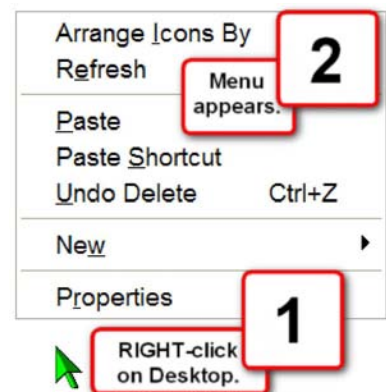 Arrange Icons By
Refresh
2
Menu
appears.
Paste
Paste Shortcut
Undo Delete Ctrl+Z
New
Properties
1
RIGHT-click
on Desktop.